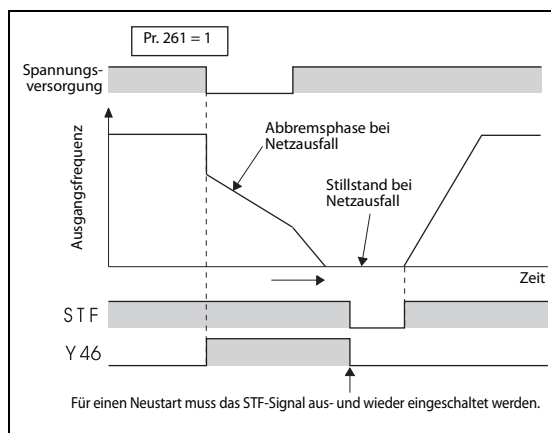 Pr. 261 = 1
Spannungs-
versorgung
Ausgangsfrequenz
Abbremsphase bei
Netzausfall
Stillstand bei
Netzausfall
Zeit
STF
Y46
Für einen Neustart muss das STF-Signal aus- und wieder eingeschaltet werden.